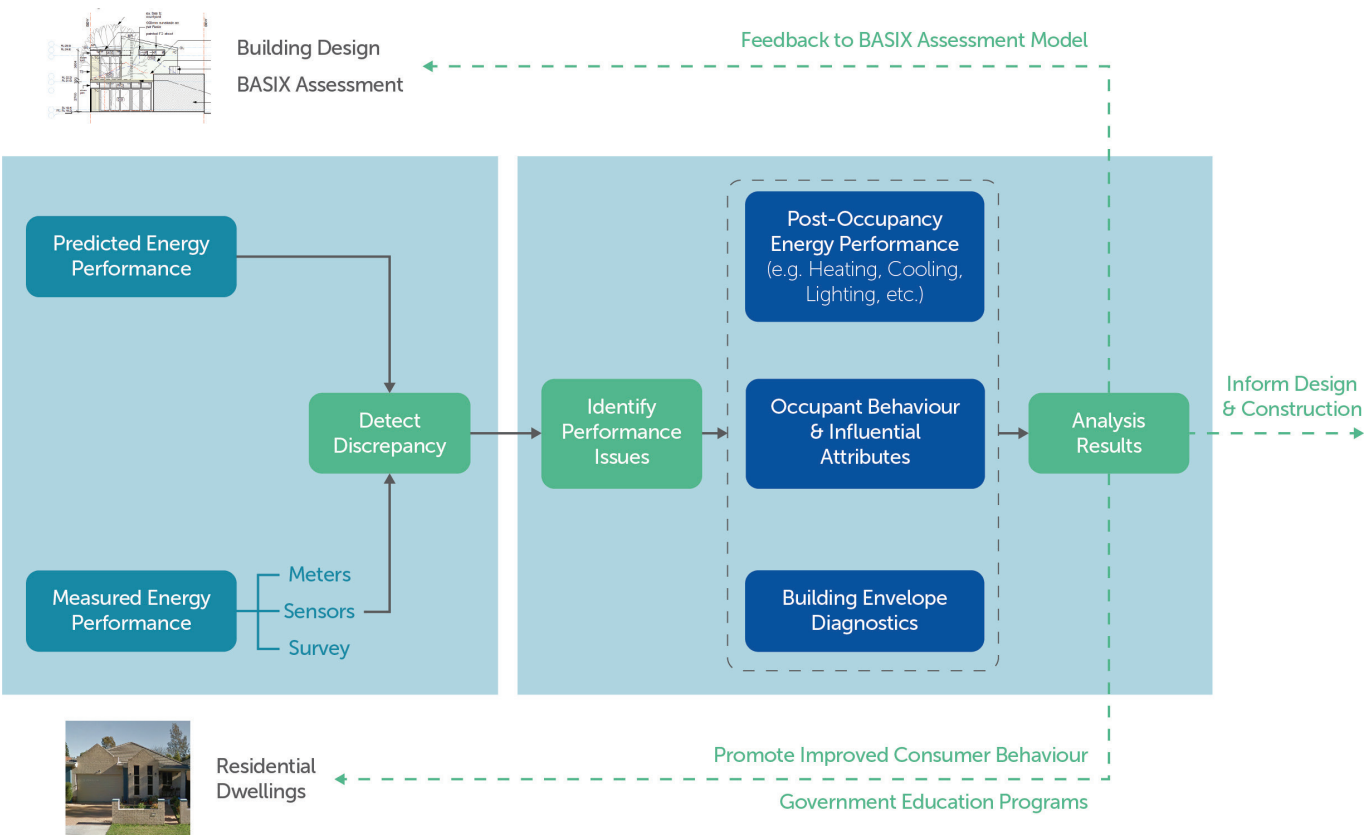 Building Design
BASIX Assessment
Feedback to BASIX Assessment Model
Predicted Energy
Performance
Post-Occupancy
Energy Performance
(e.g. Heating, Cooling,
Lighting, etc.)
Detect
Discrepancy
Identify
Performance
Issues
Occupant Behaviour
& Influential
Attributes
Analysis
Results
Inform Design
& Construction
Measured Energy
Performance
Meters
Sensors
Survey
Building Envelope
Diagnostics
Residential
Dwellings
Promote Improved Consumer Behaviour
Government Education Programs